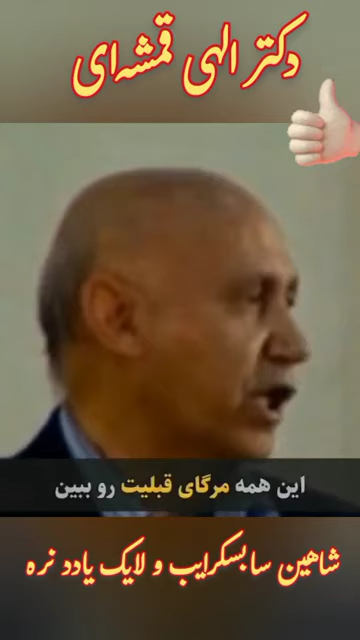 دکتر الهی قمشه‌ای
این همه مرگای قبلیت رو ببین
شاهین سابسکرایب و لایک یادد نره